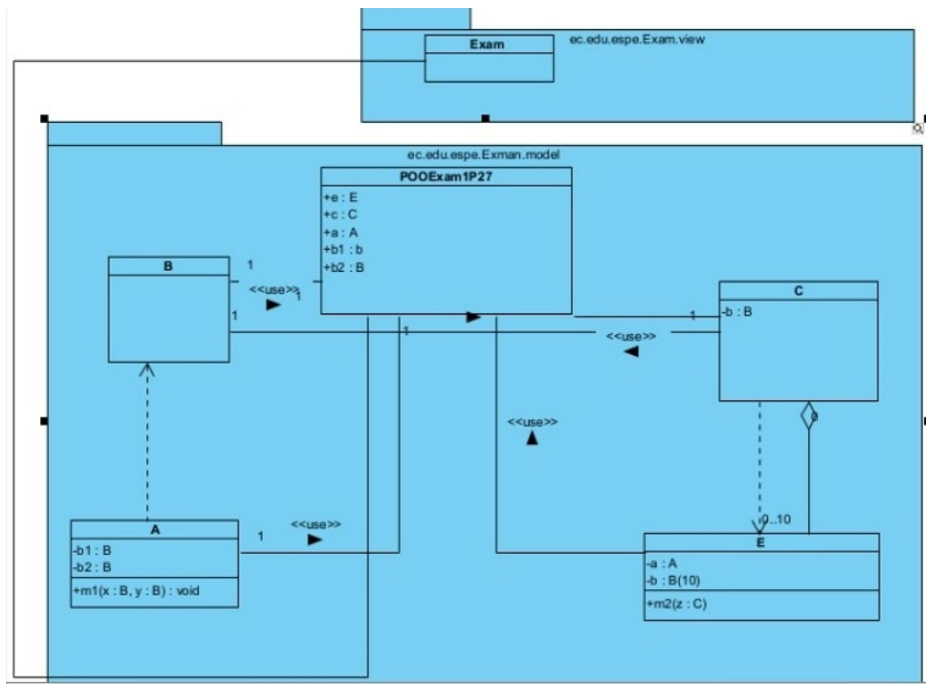 Exam
ec.edu.espe.Exam.view
ec.edu.espe.Exman.model
POOExam1P27
+e : E
+c : C
+a : A
+b1 : b
+b2 : B
B
1
<<use>>
1
C
-b : B
1
1
1
<<use>>
<<use>>
0
A
-b1 : B
-b2 : B
+m1(x : B, y : B) : void
1
<<use>>
0..10
E
-a : A
-b : B(10)
+m2(z : C)